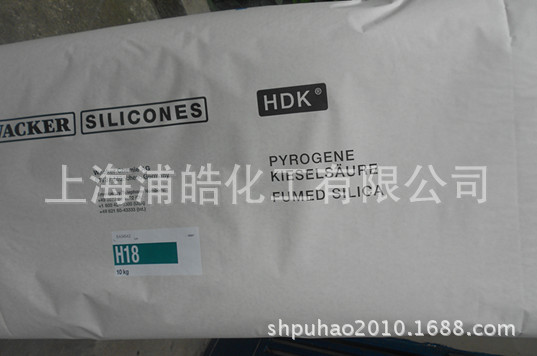 WACKER SILICONES
HDK®
PYROGENE
KIESELSÄURE
FUMED SILICA
上海浦皓化工有限公司
H18
10 kg
shpuhao2010.1688.com